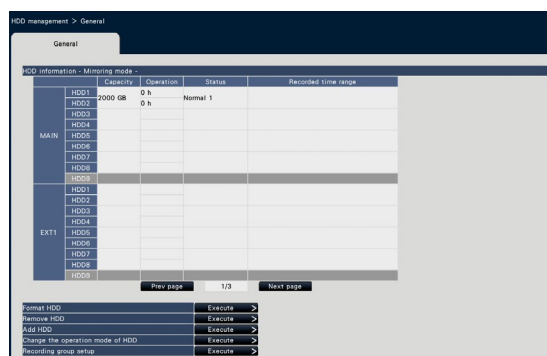 HDD management > General
General
HDD information - Mirroring mode -
Capacity Operation Status Recorded time range
MAIN
HDD1 2000 GB 0 h Normal 1
HDD2 0 h
HDD3
HDD4
HDD5
HDD6
HDD7
HDD8
HDD9
EXT1
HDD1
HDD2
HDD3
HDD4
HDD5
HDD6
HDD7
HDD8
HDD9
Prev page 1/3 Next page
Format HDD Execute >
Remove HDD Execute >
Add HDD Execute >
Change the operation mode of HDD Execute >
Recording group setup Execute >